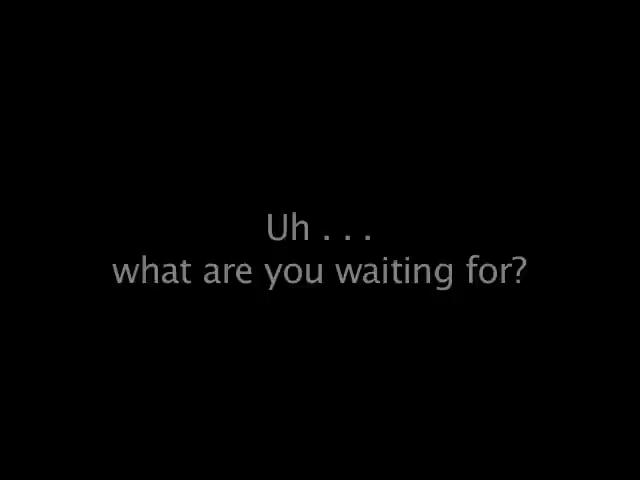 Uh . . .
what are you waiting for?